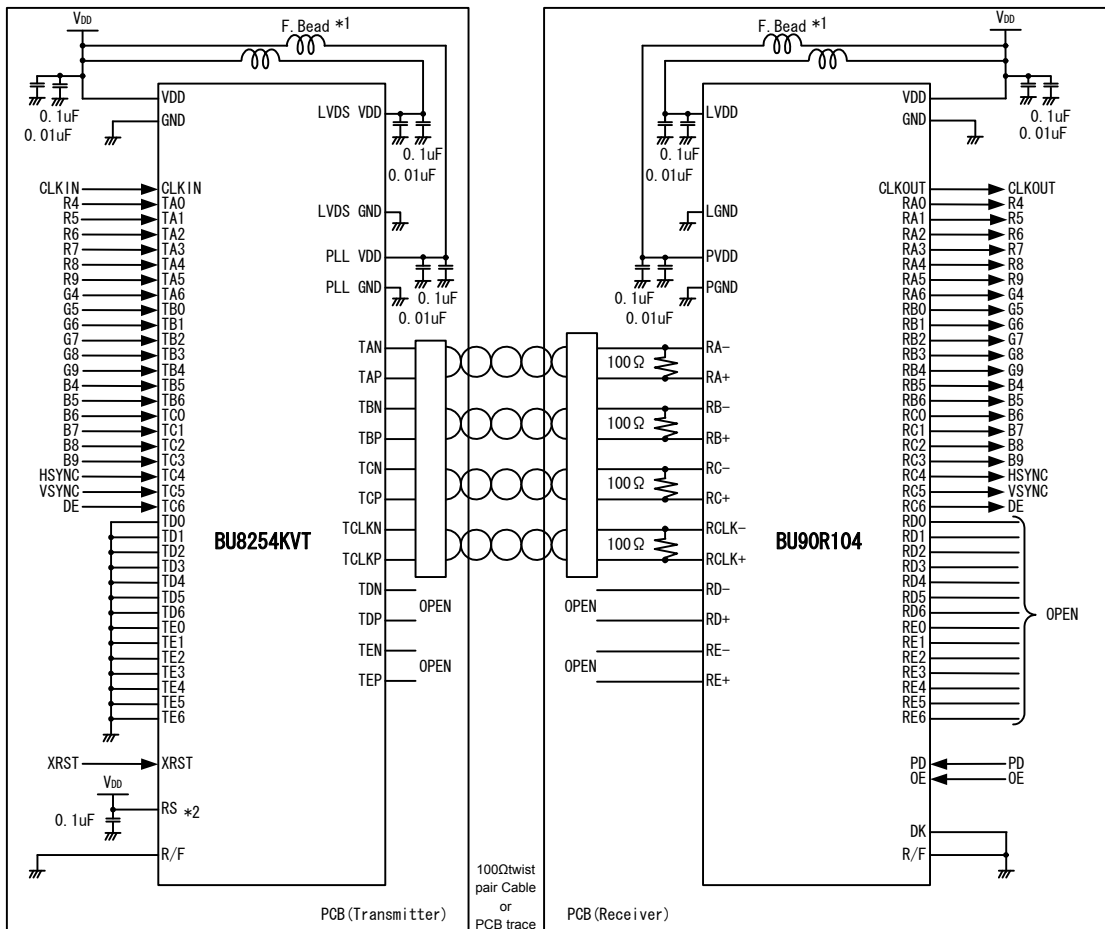 VDD
F.Bead *1
0.1uF
0.01uF
VDD
GND
LVDS VDD
0.1uF
0.01uF
LVDS GND
PLL VDD
PLL GND
0.1uF
0.01uF
CLKIN CLKIN
R4 TA0
R5 TA1
R6 TA2
R7 TA3
R8 TA4
R9 TA5
G4 TA6
G5 TB0
G6 TB1
G7 TB2
G8 TB3
G9 TB4
B4 TB5
B5 TB6
B6 TC0
B7 TC1
B8 TC2
B9 TC3
HSYNC TC4
VSYNC TC5
DE TC6
TD0
TD1
TD2
TD3
TD4
TD5
TD6
TE0
TE1
TE2
TE3
TE4
TE5
TE6
XRST XRST
VDD
0.1uF
RS *2
R/F
BU8254KVT
TAN
TAP
TBN
TBP
TCN
TCP
TCLKN
TCLKP
TDN
OPEN
TDP
TEN
OPEN
TEP
PCB(Transmitter)
100Ωtwist
pair Cable
or
PCB trace
F.Bead *1
VDD
0.1uF
0.01uF
VDD
GND
LVDD
0.1uF
0.01uF
LGND
PVDD
PGND
0.1uF
0.01uF
100Ω
RA-
RA+
100Ω
RB-
RB+
100Ω
RC-
RC+
100Ω
RCLK-
RCLK+
RD-
OPEN
RD+
RE-
OPEN
RE+
BU90R104
CLKOUT CLKOUT
RA0 R4
RA1 R5
RA2 R6
RA3 R7
RA4 R8
RA5 R9
RA6 G4
RB0 G5
RB1 G6
RB2 G7
RB3 G8
RB4 G9
RB5 B4
RB6 B5
RC0 B6
RC1 B7
RC2 B8
RC3 B9
RC4 HSYNC
RC5 VSYNC
RC6 DE
RD0
RD1
RD2
RD3
RD4
RD5
RD6
RE0
RE1
RE2
RE3
RE4
RE5
RE6
OPEN
PD PD
OE OE
DK
R/F
PCB(Receiver)